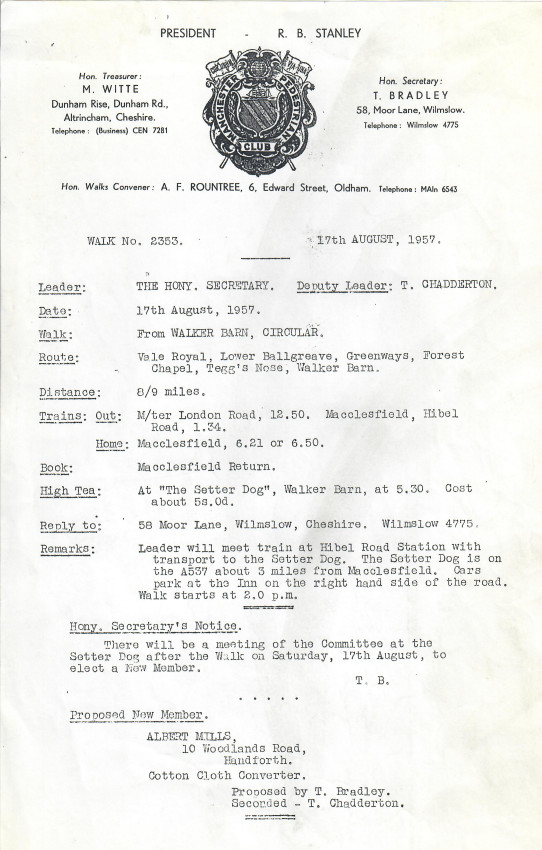 PRESIDENT - R. B. STANLEY
Hon. Treasurer:
M. WITTE
Dunham Rise, Dunham Rd.,
Altrincham, Cheshire.
Telephone: (Business) CEN 7281
MANCHESTER PEDESTRIAN
CLUB
Hon. Secretary:
T. BRADLEY
58, Moor Lane, Wilmslow.
Telephone: Wilmslow 4775
Hon. Walks Convener: A. F. ROUNTREE, 6, Edward Street, Oldham. Telephone: MAIn 6543
WALK No. 2353. 17th AUGUST, 1957.
Leader: THE HONY. SECRETARY. Deputy Leader: T. CHADDERTON.
Date: 17th August, 1957.
Walk: From WALKER BARN, CIRCULAR.
Route: Vale Royal, Lower Ballgreave, Greenways, Forest
Chapel, Tegg's Nose, Walker Barn.
Distance: 8/9 miles.
Trains: Out: M/ter London Road, 12.50. Macclesfield, Hibel
Road, 1.34.
Home: Macclesfield, 6.21 or 6.50.
Book: Macclesfield Return.
High Tea: At "The Setter Dog", Walker Barn, at 5.30. Cost
about 5s.0d.
Reply to: 58 Moor Lane, Wilmslow, Cheshire. Wilmslow 4775.
Remarks: Leader will meet train at Hibel Road Station with
transport to the Setter Dog. The Setter Dog is on
the A537 about 3 miles from Macclesfield. Cars
park at the Inn on the right hand side of the road.
Walk starts at 2.0 p.m.
Hony. Secretary's Notice.
There will be a meeting of the Committee at the
Setter Dog after the Walk on Saturday, 17th August, to
elect a New Member.
T. B.
. . . . .
Proposed New Member.
ALBERT MILLS,
10 Woodlands Road,
Handforth.
Cotton Cloth Converter.
Proposed by T. Bradley.
Seconded - T. Chadderton.